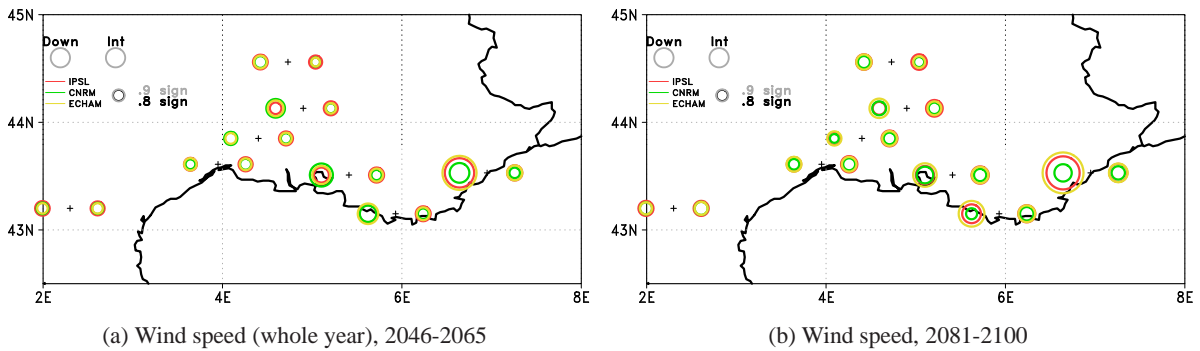 45N
44N
43N
2E 4E 6E 8E
Down Int
IPSL
CNRM
ECHAM
.9 sign
.8 sign
(a) Wind speed (whole year), 2046-2065
45N
44N
43N
2E 4E 6E 8E
Down Int
IPSL
CNRM
ECHAM
.9 sign
.8 sign
(b) Wind speed, 2081-2100